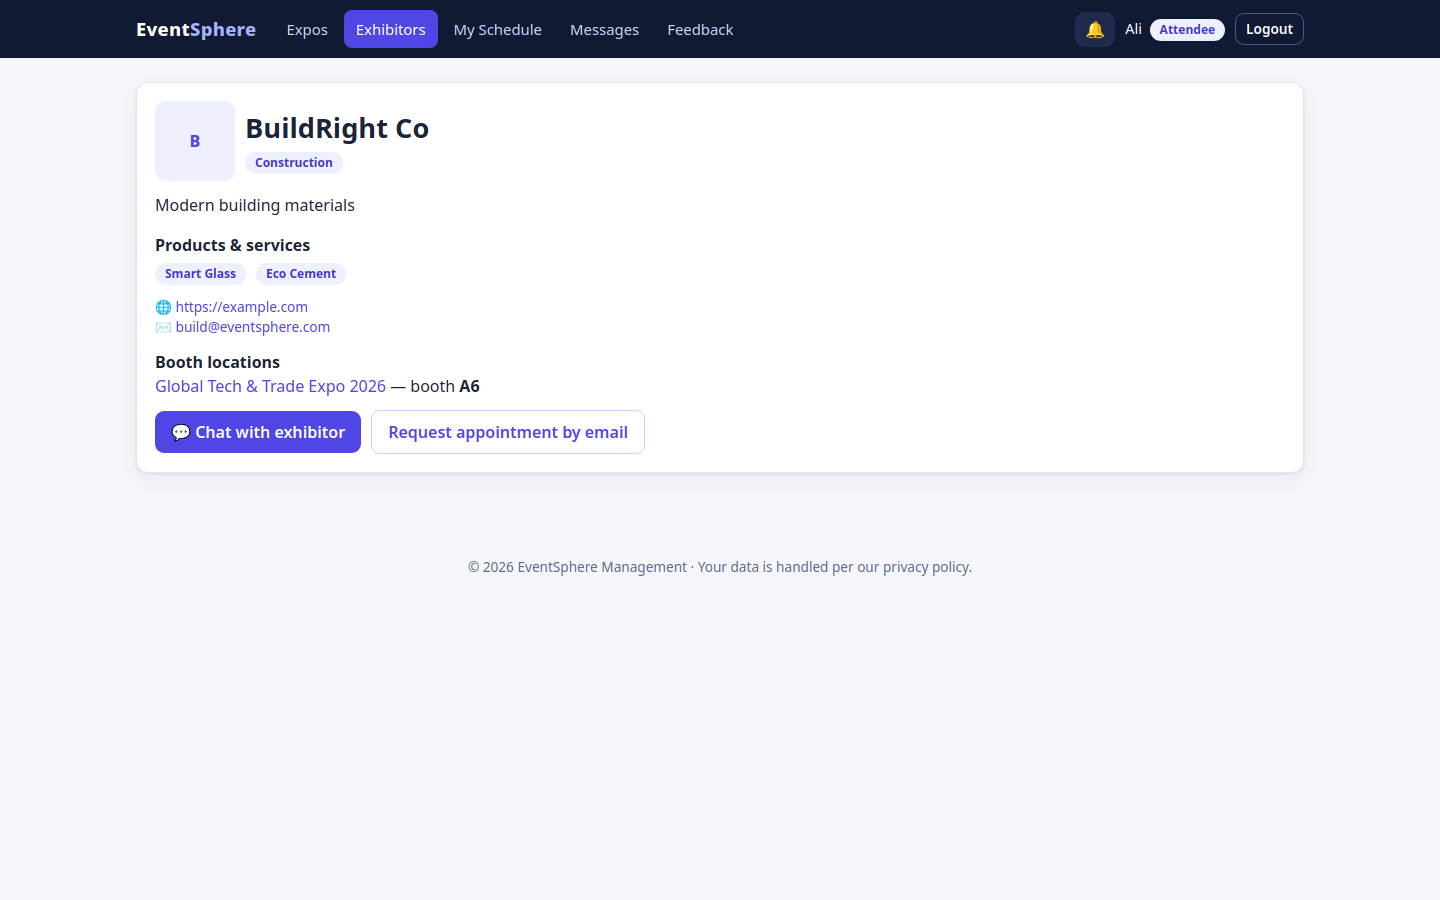 EventSphere Expos Exhibitors My Schedule Messages Feedback 🔔 Ali Attendee Logout
B
BuildRight Co
Construction
Modern building materials
Products & services
Smart Glass Eco Cement
🌐 https://example.com
✉️ build@eventsphere.com
Booth locations
Global Tech & Trade Expo 2026 — booth A6
💬 Chat with exhibitor Request appointment by email
© 2026 EventSphere Management · Your data is handled per our privacy policy.